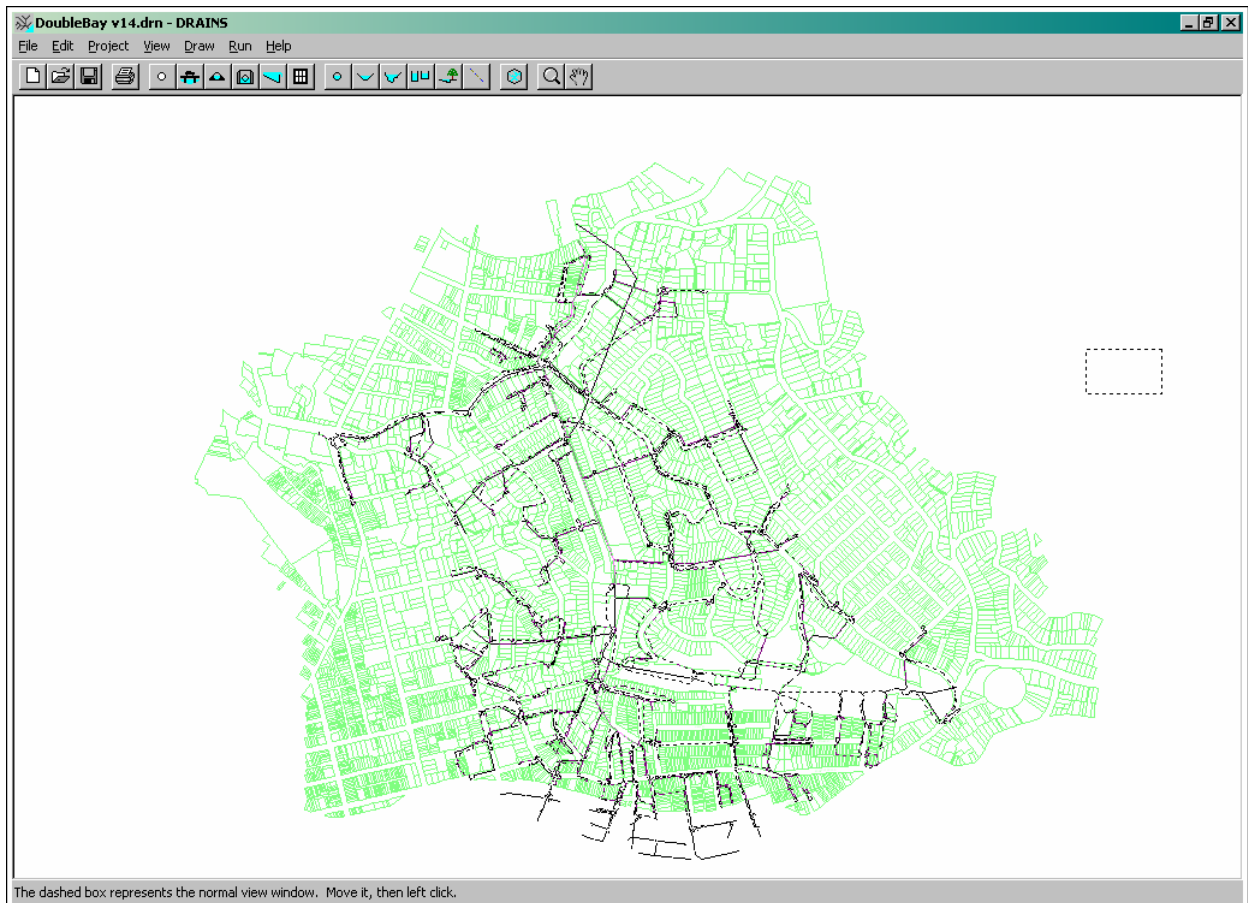 DoubleBay v14.drn - DRAINS
File Edit Project View Draw Run Help
The dashed box represents the normal view window. Move it, then left click.